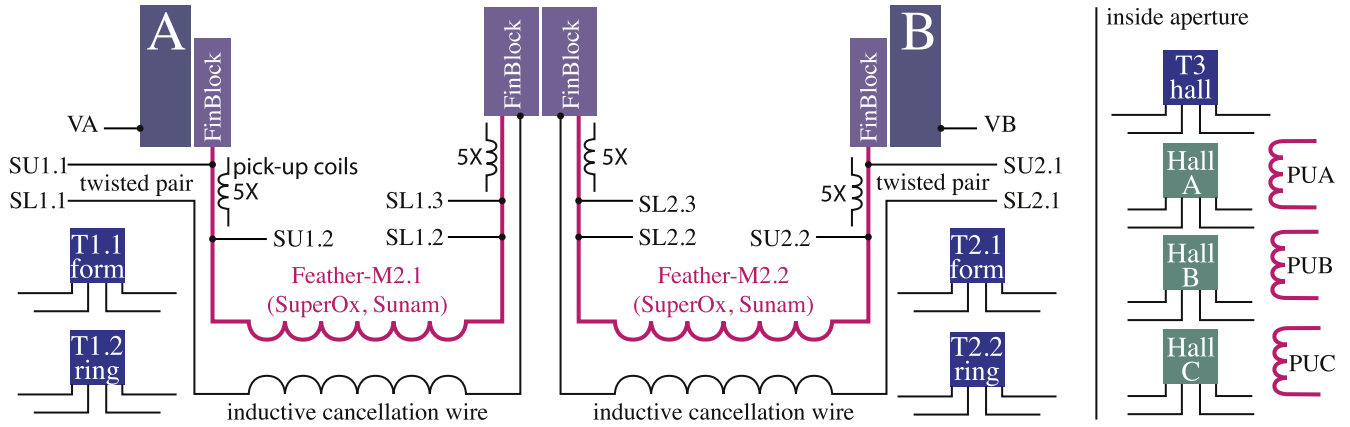 A
FinBlock
VA
SU1.1
twisted pair
SL1.1
pick-up coils
5X
SU1.2
T1.1
form
T1.2
ring
FinBlock
FinBlock
5X
5X
SL1.3
SL1.2
SL2.3
SL2.2
Feather-M2.1
(SuperOx, Sunam)
inductive cancellation wire
Feather-M2.2
(SuperOx, Sunam)
inductive cancellation wire
FinBlock
B
VB
SU2.1
twisted pair
SL2.1
5X
SU2.2
T2.1
form
T2.2
ring
inside aperture
T3
hall
Hall
A
PUA
Hall
B
PUB
Hall
C
PUC